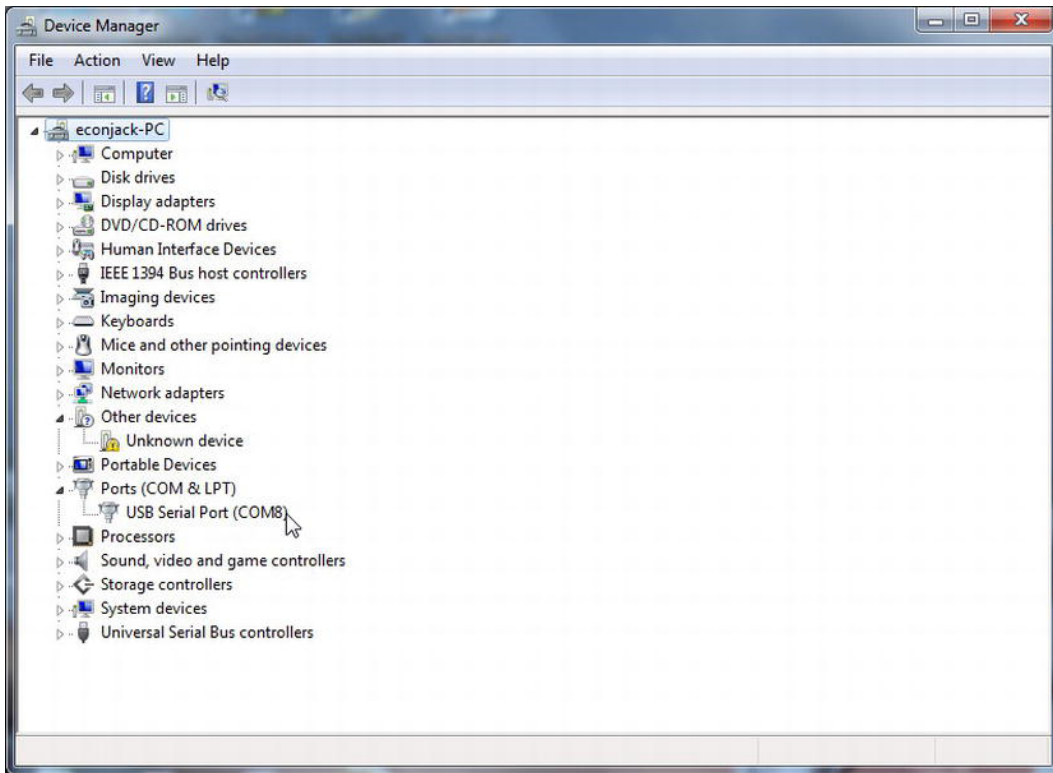 Device Manager
File Action View Help
econjack-PC
Computer
Disk drives
Display adapters
DVD/CD-ROM drives
Human Interface Devices
IEEE 1394 Bus host controllers
Imaging devices
Keyboards
Mice and other pointing devices
Monitors
Network adapters
Other devices
Unknown device
Portable Devices
Ports (COM & LPT)
USB Serial Port (COM8)
Processors
Sound, video and game controllers
Storage controllers
System devices
Universal Serial Bus controllers